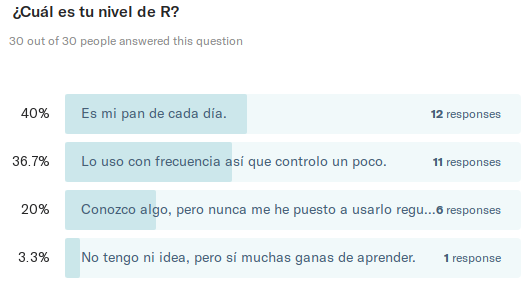 ¿Cuál es tu nivel de R?
30 out of 30 people answered this question
40% Es mi pan de cada día. 12 responses
36.7% Lo uso con frecuencia así que controlo un poco. 11 responses
20% Conozco algo, pero nunca me he puesto a usarlo regu...6 responses
3.3% No tengo ni idea, pero sí muchas ganas de aprender. 1 response